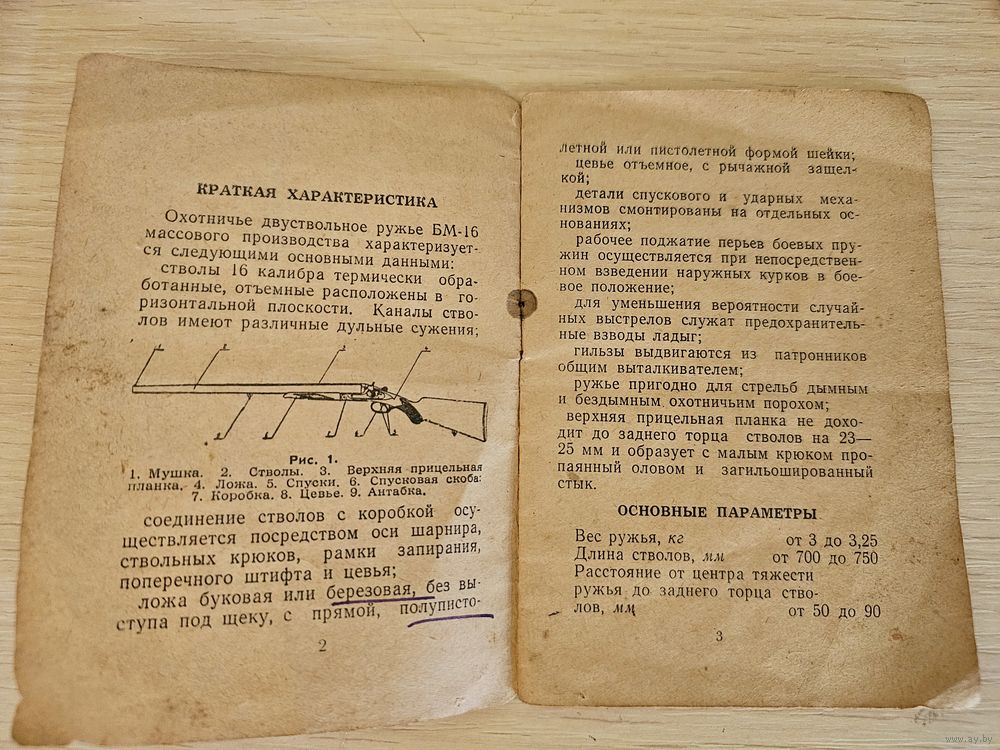 КРАТКАЯ ХАРАКТЕРИСТИКА
Охотничье двуствольное ружье БМ-16
массового производства характеризует-
ся следующими основными данными:
стволы 16 калибра термически обра-
ботанные, отъемные расположены в го-
ризонтальной плоскости. Каналы ство-
лов имеют различные дульные сужения;
Рис. 1.
1. Мушка. 2. Стволы. 3. Верхняя прицельная
планка. 4. Ложа. 5. Спуски. 6. Спусковая скоба:
7. Коробка. 8. Цевье. 9. Антабка.
соединение стволов с коробкой осу-
ществляется посредством оси шарнира,
ствольных крюков, рамки запирания,
поперечного штифта и цевья;
ложа буковая или березовая, без вы-
ступа под щеку, с прямой, полуписто-
2
летной или пистолетной формой шейки;
цевье отъемное, с рычажной защел-
кой;
детали спускового и ударных меха-
низмов смонтированы на отдельных ос-
нованиях;
рабочее поджатие перьев боевых пру-
жин осуществляется при непосредствен-
ном взведении наружных курков в бое-
вое положение;
для уменьшения вероятности случай-
ных выстрелов служат предохранитель-
ные взводы ладыг;
гильзы выдвигаются из патронников
общим выталкивателем;
ружье пригодно для стрельб дымным
и бездымным охотничьим порохом;
верхняя прицельная планка не дохо-
дит до заднего торца стволов на 23—
25 мм и образует с малым крюком про-
паянный оловом и загильошированный
стык.
ОСНОВНЫЕ ПАРАМЕТРЫ
Вес ружья, кг от 3 до 3,25
Длина стволов, мм от 700 до 750
Расстояние от центра тяжести
ружья до заднего торца ство-
лов, мм от 50 до 90
3
www.ay.by